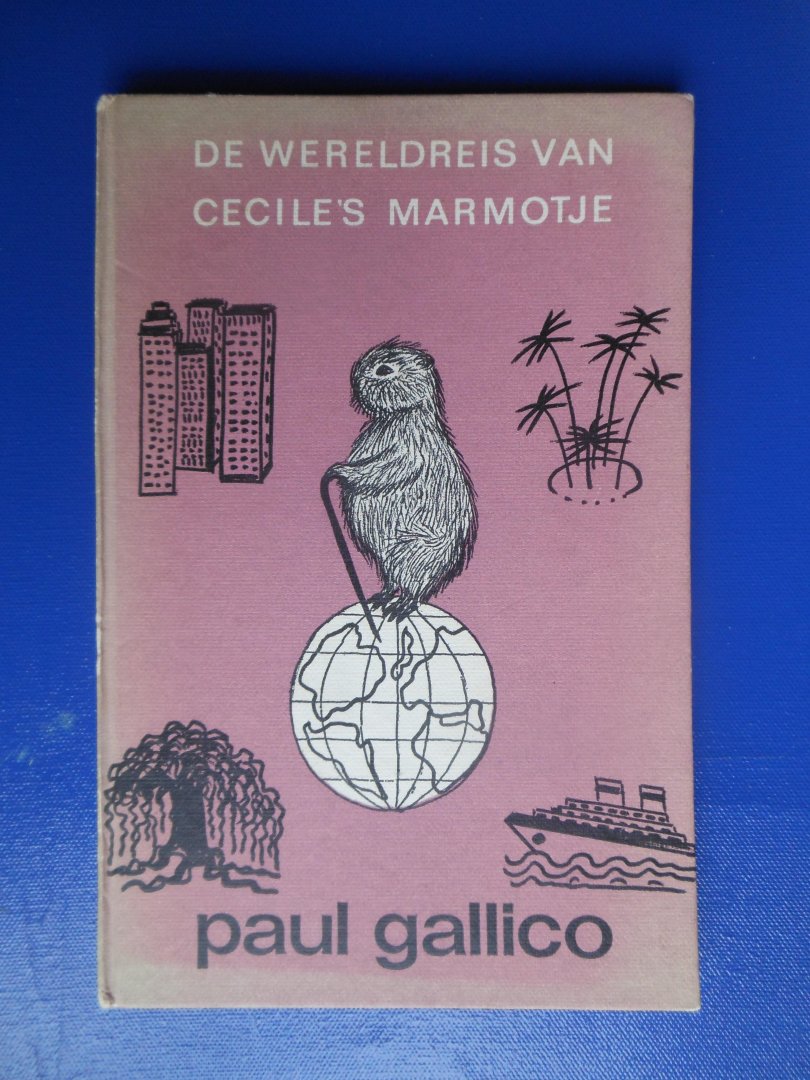 DE WERELDREIS VAN
CECILE'S MARMOTJE
paul gallico